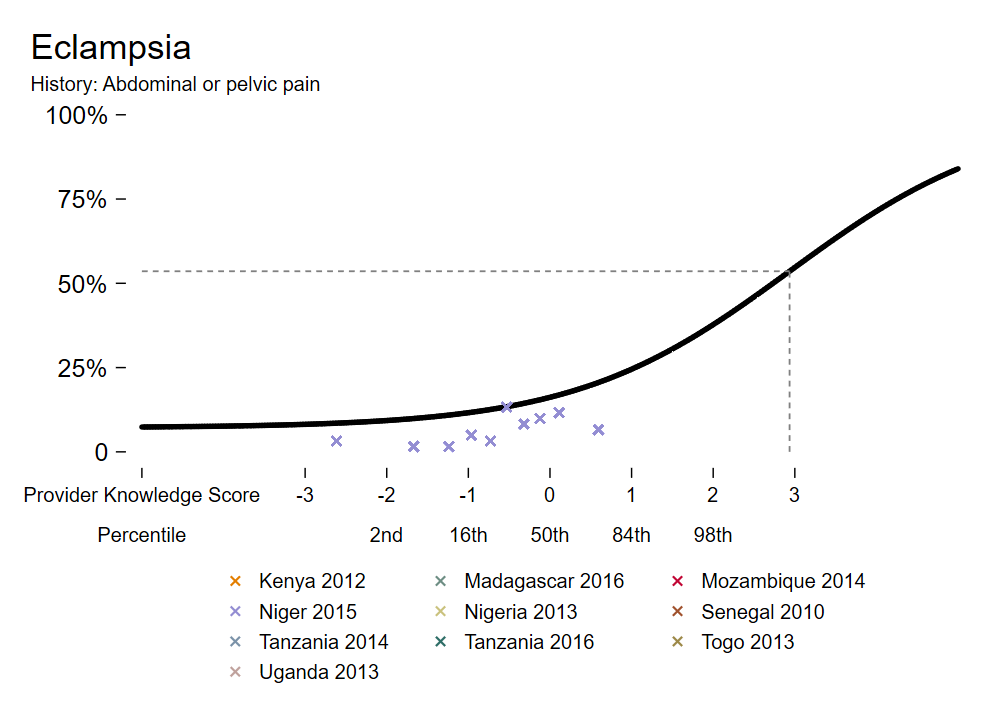 Eclampsia
History: Abdominal or pelvic pain
100%
75%
50%
25%
0
Provider Knowledge Score -3 -2 -1 0 1 2 3
Percentile 2nd 16th 50th 84th 98th
Kenya 2012 Madagascar 2016 Mozambique 2014
Niger 2015 Nigeria 2013 Senegal 2010
Tanzania 2014 Tanzania 2016 Togo 2013
Uganda 2013